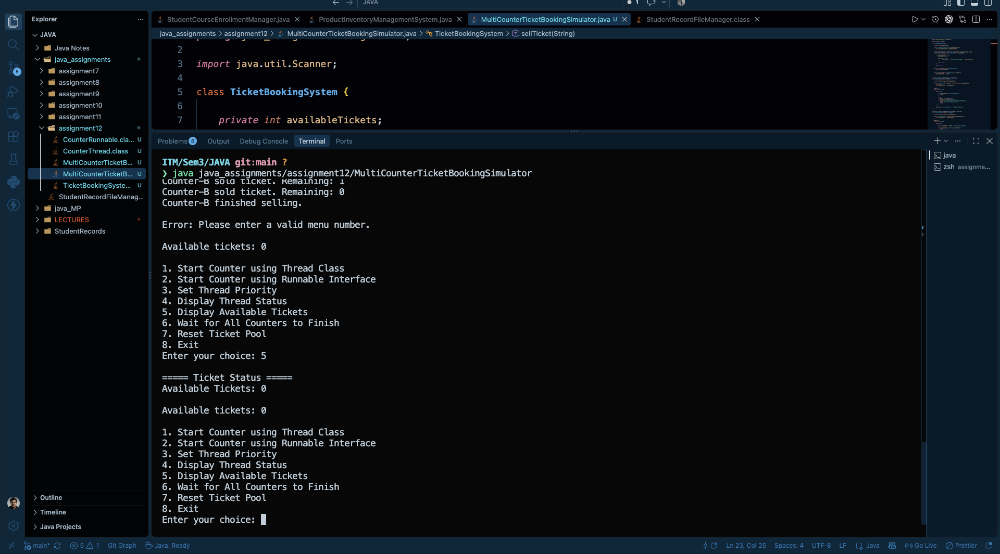 JAVA
1
Explorer
JAVA
Java Notes
java_assignments
assignment7
assignment8
assignment9
assignment10
assignment11
assignment12
CounterRunnable.cla... U
CounterThread.class U
MultiCounterTicketB... U
MultiCounterTicketB... U
TicketBookingSyste... U
StudentRecordFileManag...
java_MP
LECTURES
StudentRecords
Outline
Timeline
Java Projects
5
StudentCourseEnrollmentManager.java
ProductInventoryManagementSystem.java
MultiCounterTicketBookingSimulator.java U
StudentRecordFileManager.class
java_assignments > assignment12 > MultiCounterTicketBookingSimulator.java > TicketBookingSystem > sellTicket(String)
2
3 import java.util.Scanner;
4
5 class TicketBookingSystem {
6
7 private int availableTickets;
Problems 6 Output Debug Console Terminal Ports
java
zsh assignme...
ITM/Sem3/JAVA git:main ?
❯ java java_assignments/assignment12/MultiCounterTicketBookingSimulator
Counter-B sold ticket. Remaining: 1
Counter-B sold ticket. Remaining: 0
Counter-B finished selling.
Error: Please enter a valid menu number.
Available tickets: 0
1. Start Counter using Thread Class
2. Start Counter using Runnable Interface
3. Set Thread Priority
4. Display Thread Status
5. Display Available Tickets
6. Wait for All Counters to Finish
7. Reset Ticket Pool
8. Exit
Enter your choice: 5
===== Ticket Status =====
Available Tickets: 0
Available tickets: 0
1. Start Counter using Thread Class
2. Start Counter using Runnable Interface
3. Set Thread Priority
4. Display Thread Status
5. Display Available Tickets
6. Wait for All Counters to Finish
7. Reset Ticket Pool
8. Exit
Enter your choice:
main* 5 1 Git Graph Java: Ready
Ln 23, Col 25 Spaces: 4 UTF-8 LF Java Go Live Prettier